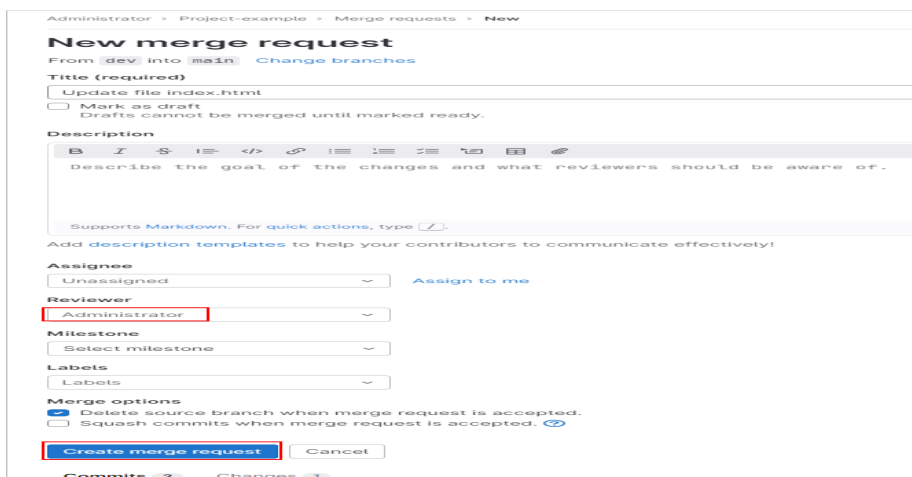 Administrator > Project-example > Merge requests > New
New merge request
From dev into main Change branches
Title (required)
Update file index.html
Mark as draft
Drafts cannot be merged until marked ready.
Description
B I S </>
Describe the goal of the changes and what reviewers should be aware of.
Supports Markdown. For quick actions, type /.
Add description templates to help your contributors to communicate effectively!
Assignee
Unassigned Assign to me
Reviewer
Administrator
Milestone
Select milestone
Labels
Labels
Merge options
Delete source branch when merge request is accepted.
Squash commits when merge request is accepted. ?
Create merge request Cancel
Commits 2 Changes 1